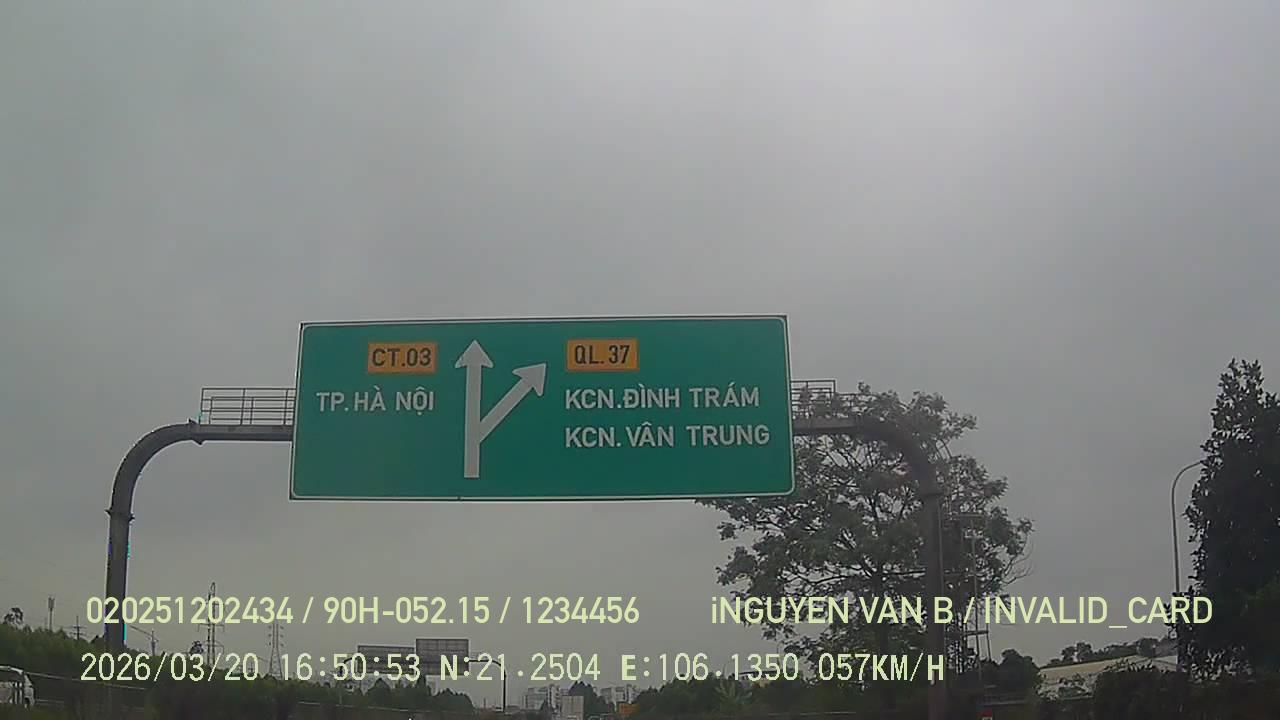 CT.03
TP.HÀ NỘI
QL.37
KCN.ĐÌNH TRÁM
KCN.VÂN TRUNG
020251202434 / 90H-052.15 / 1234456 iNGUYEN VAN B / INVALID_CARD
2026/03/20 16:50:53 N:21.2504 E:106.1350 057KM/H